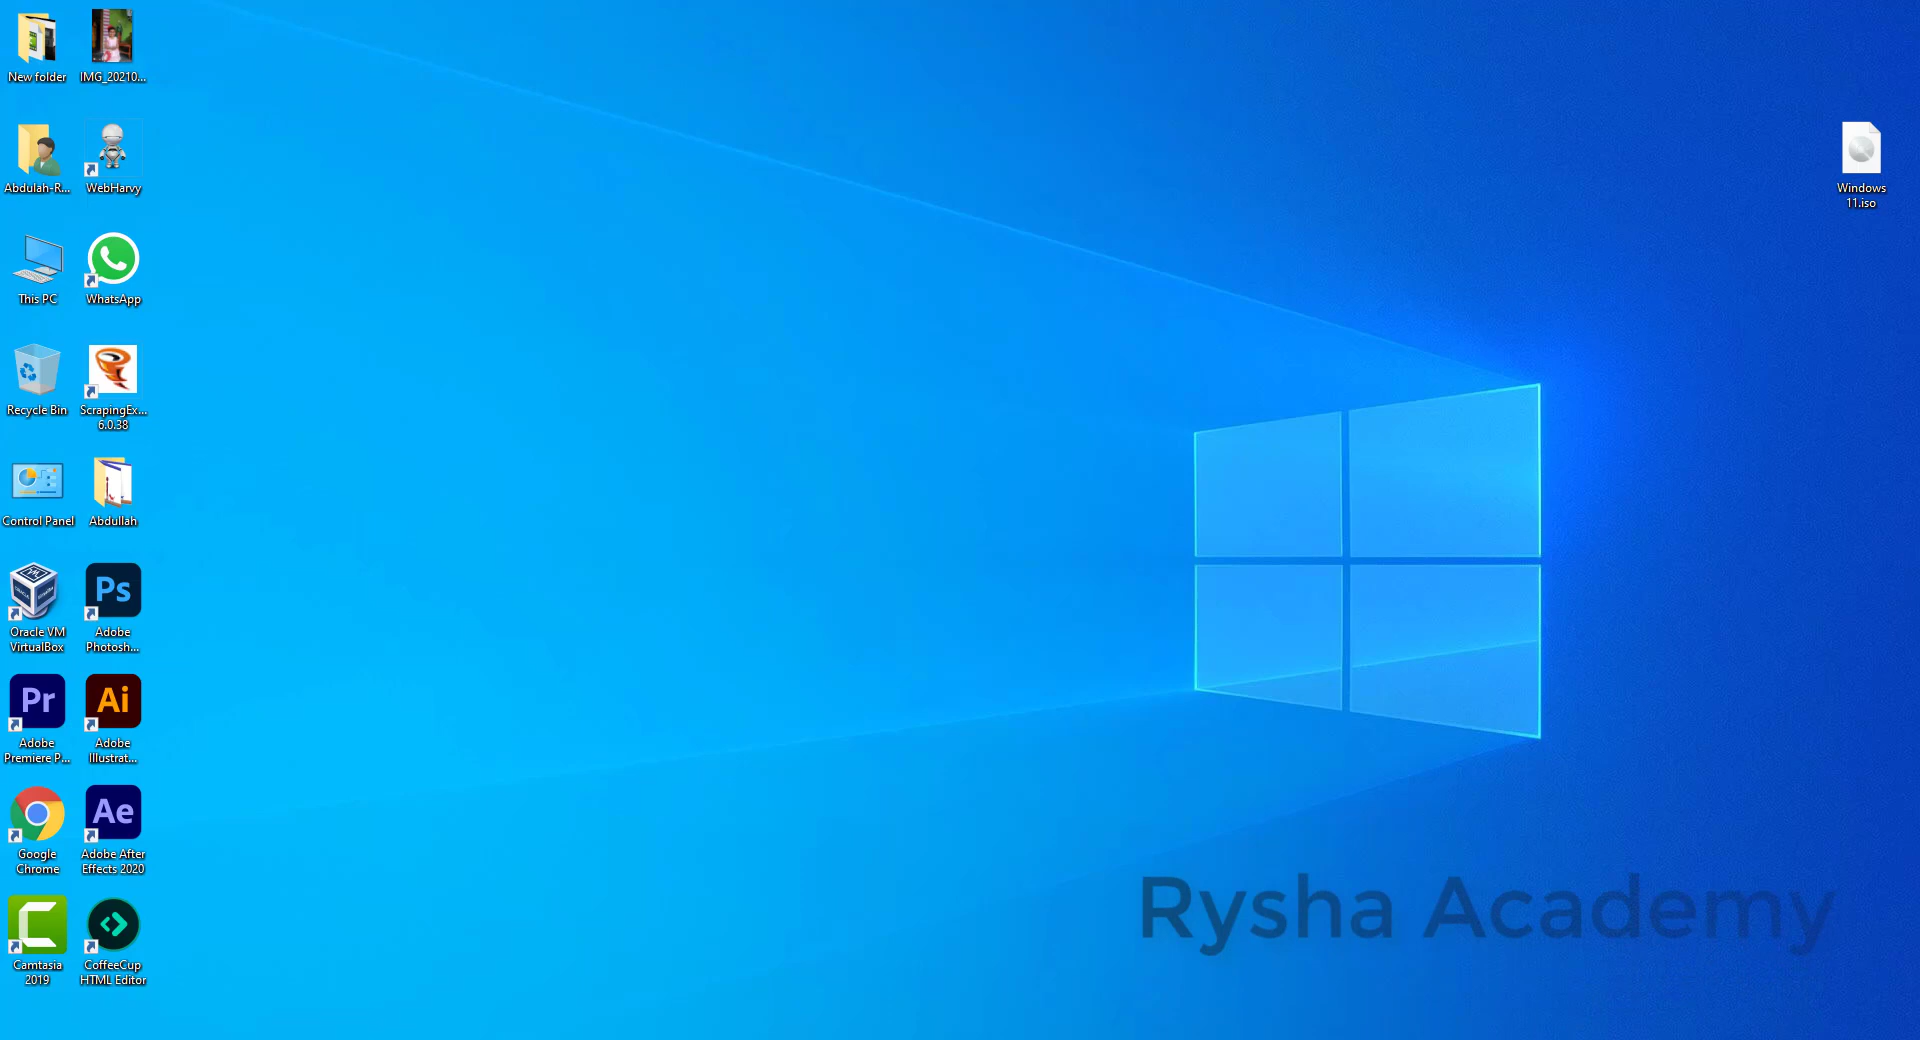 New folder
IMG_20210...
Abdulah-R...
WebHarvy
This PC
WhatsApp
Recycle Bin
ScrapingEx...
6.0.38
Control Panel
Abdullah
Oracle VM
VirtualBox
Ps
Adobe
Photosh...
Pr
Adobe
Premiere P...
Ai
Adobe
Illustrat...
Google
Chrome
Ae
Adobe After
Effects 2020
Camtasia
2019
CoffeeCup
HTML Editor
Windows
11.iso
Rysha Academy